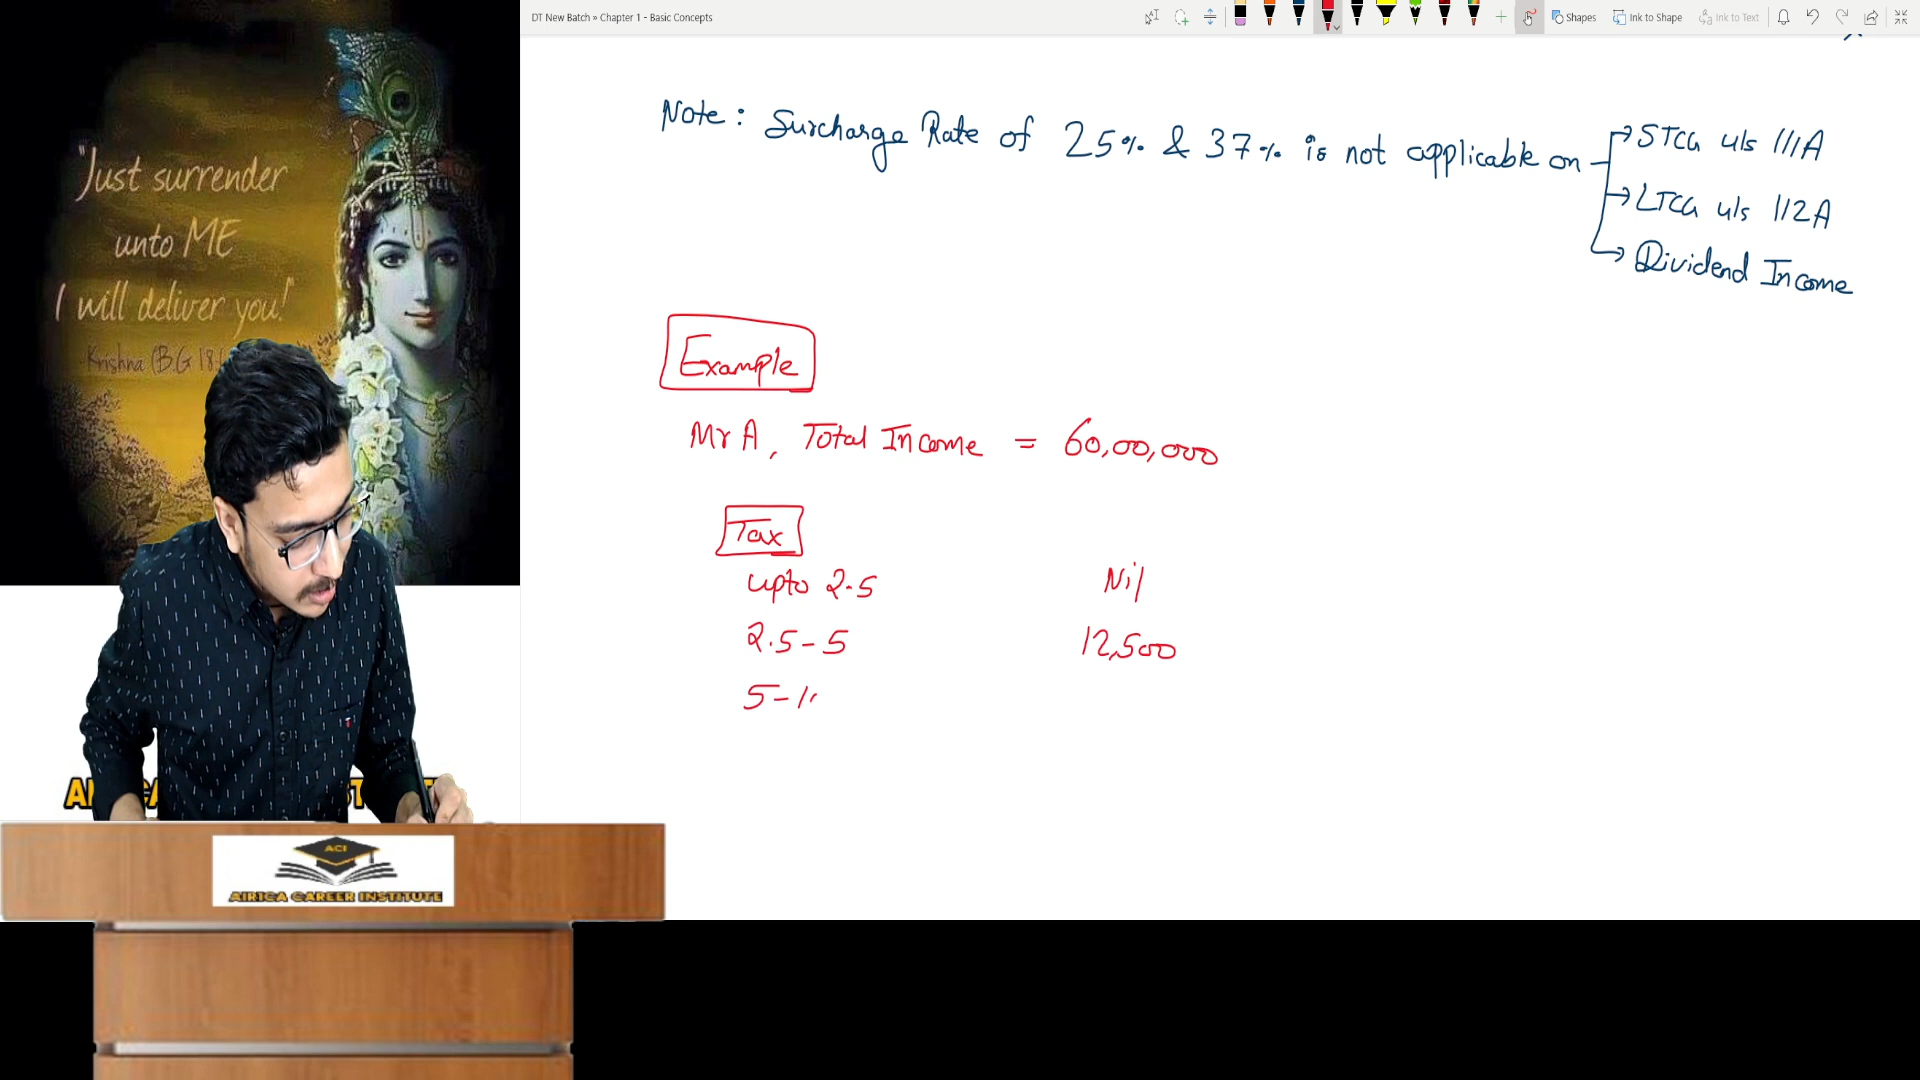 DT New Batch » Chapter 1 - Basic Concepts
Shapes
Ink to Shape
Ink to Text
Note : Surcharge Rate of 25% & 37% is not applicable on
STCG u/s 111A
LTCG u/s 112A
Dividend Income
"Just surrender
unto ME
I will deliver you!"
Krishna (B.G 18.
Example
Mr A, Total Income = 60,00,000
Tax
upto 2.5 Nil
2.5 - 5 12,500
5 -
ACI
AIRICA CAREER INSTITUTE